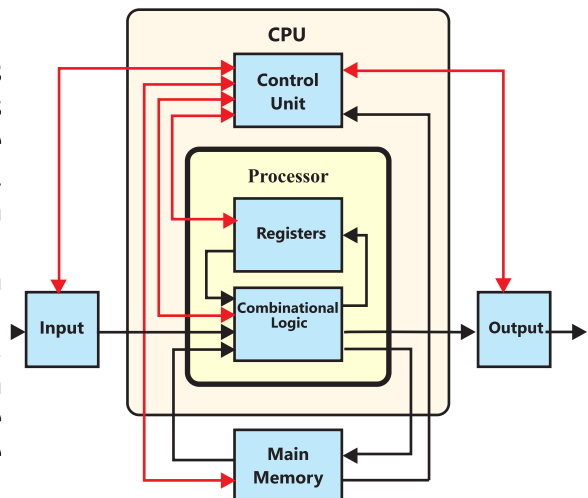 CPU
Control
Unit
Processor
Registers
Combinational
Logic
Input
Output
Main
Memory